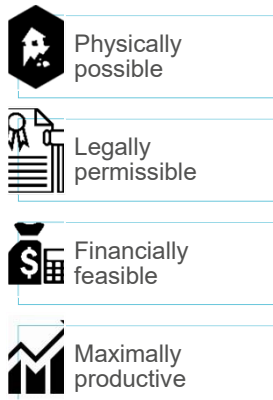 Physically
possible
Legally
permissible
$
Financially
feasible
Maximally
productive